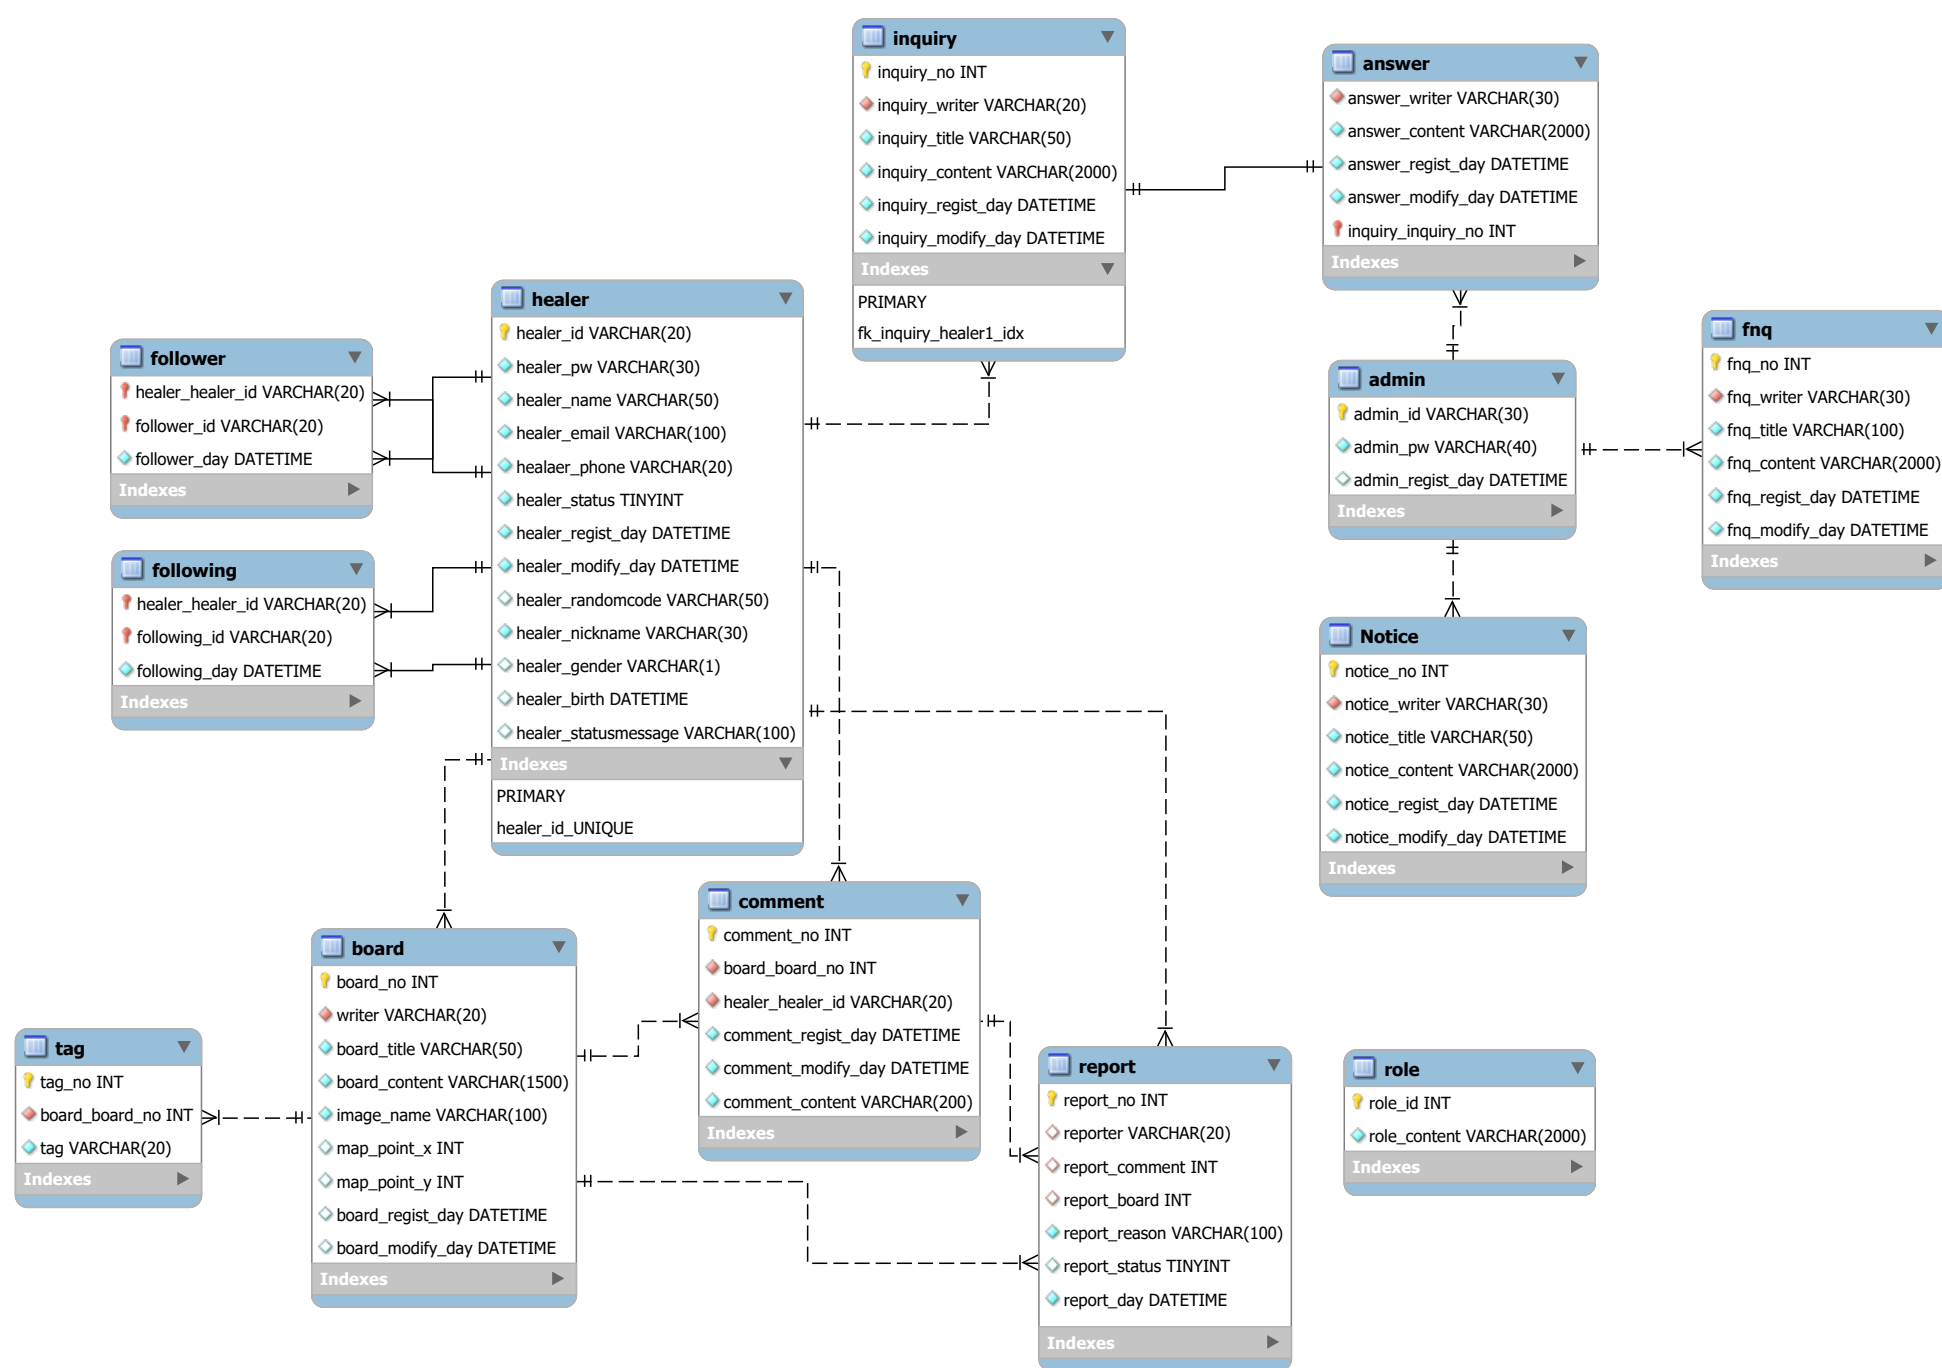 inquiry
inquiry_no INT
inquiry_writer VARCHAR(20)
inquiry_title VARCHAR(50)
inquiry_content VARCHAR(2000)
inquiry_regist_day DATETIME
inquiry_modify_day DATETIME
Indexes
PRIMARY
fk_inquiry_healer1_idx
answer
answer_writer VARCHAR(30)
answer_content VARCHAR(2000)
answer_regist_day DATETIME
answer_modify_day DATETIME
inquiry_inquiry_no INT
Indexes
healer
healer_id VARCHAR(20)
healer_pw VARCHAR(30)
healer_name VARCHAR(50)
healer_email VARCHAR(100)
healaer_phone VARCHAR(20)
healer_status TINYINT
healer_regist_day DATETIME
healer_modify_day DATETIME
healer_randomcode VARCHAR(50)
healer_nickname VARCHAR(30)
healer_gender VARCHAR(1)
healer_birth DATETIME
healer_statusmessage VARCHAR(100)
Indexes
PRIMARY
healer_id_UNIQUE
follower
healer_healer_id VARCHAR(20)
follower_id VARCHAR(20)
follower_day DATETIME
Indexes
following
healer_healer_id VARCHAR(20)
following_id VARCHAR(20)
following_day DATETIME
Indexes
admin
admin_id VARCHAR(30)
admin_pw VARCHAR(40)
admin_regist_day DATETIME
Indexes
fnq
fnq_no INT
fnq_writer VARCHAR(30)
fnq_title VARCHAR(100)
fnq_content VARCHAR(2000)
fnq_regist_day DATETIME
fnq_modify_day DATETIME
Indexes
Notice
notice_no INT
notice_writer VARCHAR(30)
notice_title VARCHAR(50)
notice_content VARCHAR(2000)
notice_regist_day DATETIME
notice_modify_day DATETIME
Indexes
comment
comment_no INT
board_board_no INT
healer_healer_id VARCHAR(20)
comment_regist_day DATETIME
comment_modify_day DATETIME
comment_content VARCHAR(200)
Indexes
board
board_no INT
writer VARCHAR(20)
board_title VARCHAR(50)
board_content VARCHAR(1500)
image_name VARCHAR(100)
map_point_x INT
map_point_y INT
board_regist_day DATETIME
board_modify_day DATETIME
Indexes
tag
tag_no INT
board_board_no INT
tag VARCHAR(20)
Indexes
report
report_no INT
reporter VARCHAR(20)
report_comment INT
report_board INT
report_reason VARCHAR(100)
report_status TINYINT
report_day DATETIME
Indexes
role
role_id INT
role_content VARCHAR(2000)
Indexes